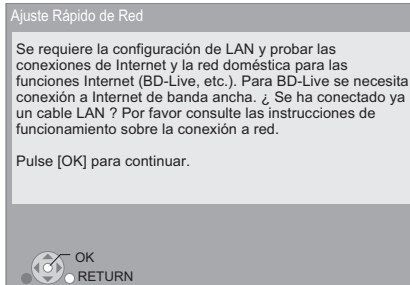 Ajuste Rápido de Red
Se requiere la configuración de LAN y probar las
conexiones de Internet y la red doméstica para las
funciones Internet (BD-Live, etc.). Para BD-Live se necesita
conexión a Internet de banda ancha. ¿ Se ha conectado ya
un cable LAN ? Por favor consulte las instrucciones de
funcionamiento sobre la conexión a red.
Pulse [OK] para continuar.
OK
RETURN